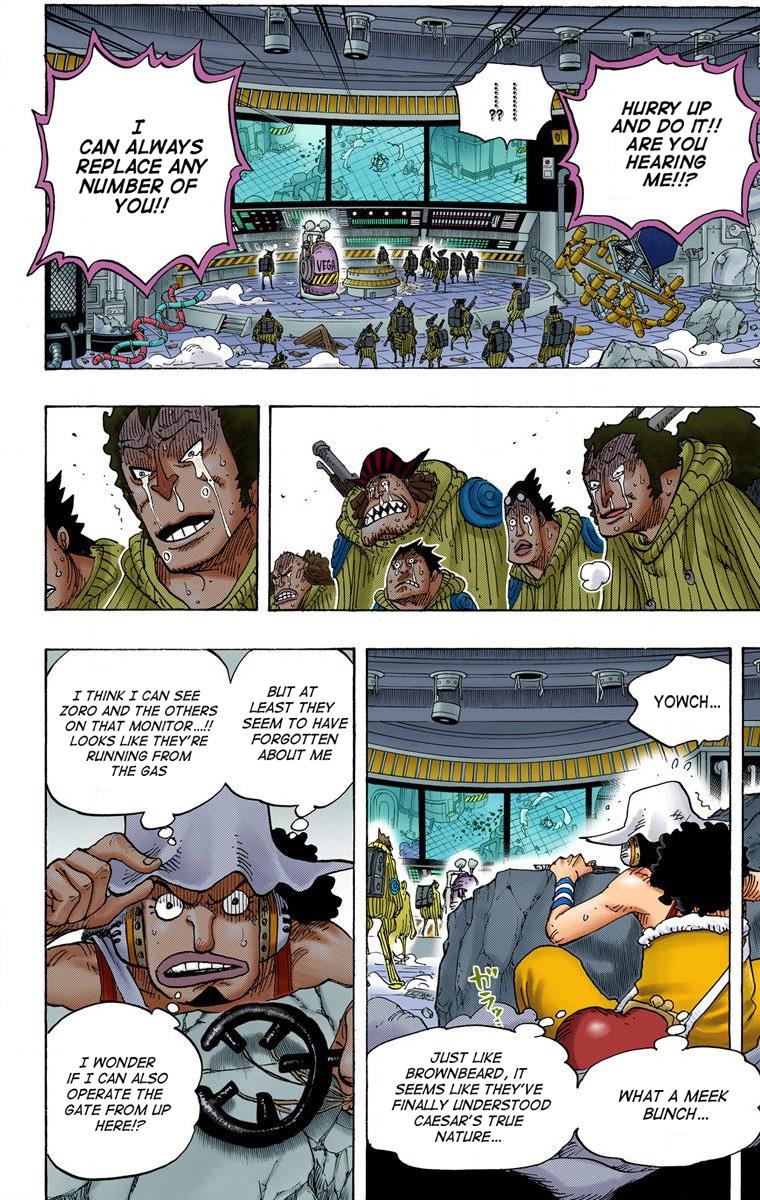 HURRY UP
AND DO IT!!
ARE YOU
HEARING
ME!!?
!!!!!!! !!!!!!!
??
I
CAN ALWAYS
REPLACE ANY
NUMBER OF
YOU!!
VEGA
YOWCH...
WHAT A MEEK
BUNCH...
JUST LIKE
BROWNBEARD, IT
SEEMS LIKE THEY'VE
FINALLY UNDERSTOOD
CAESAR'S TRUE
NATURE...
ガラッ
BUT AT
LEAST THEY
SEEM TO HAVE
FORGOTTEN
ABOUT ME
I THINK I CAN SEE
ZORO AND THE OTHERS
ON THAT MONITOR...!!
LOOKS LIKE THEY'RE
RUNNING FROM
THE GAS
I WONDER
IF I CAN ALSO
OPERATE THE
GATE FROM UP
HERE!?